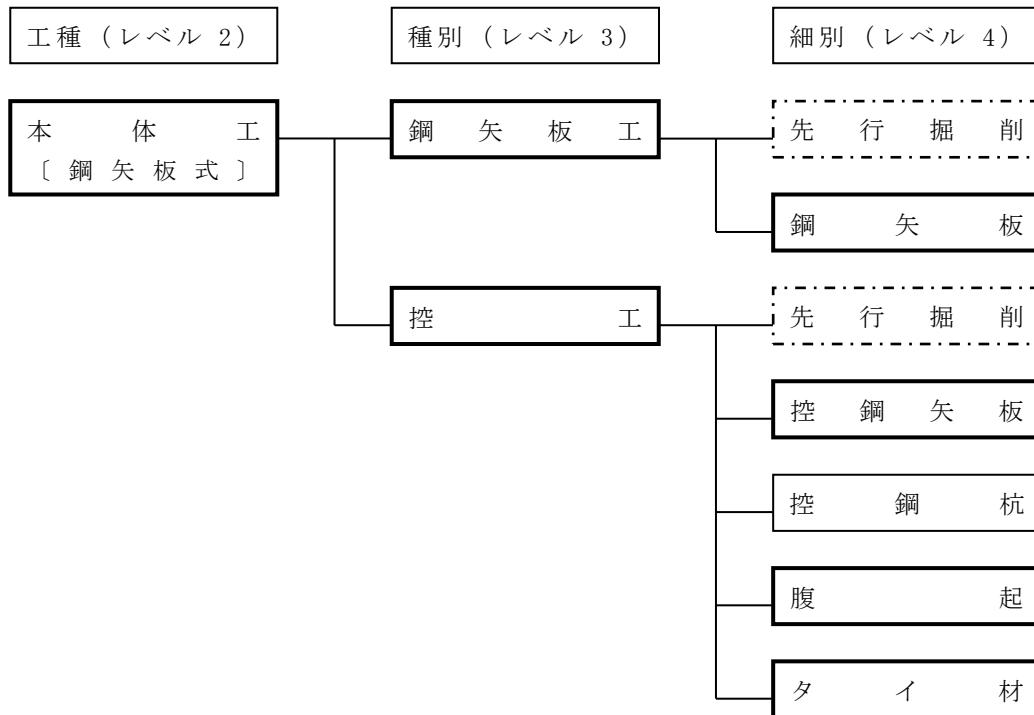 工種（レベル 2）
種別（レベル 3）
細別（レベル 4）
本体工
〔鋼矢板式〕
鋼矢板工
先行掘削
鋼矢板
控工
先行掘削
控鋼矢板
控鋼杭
腹起
タイ材